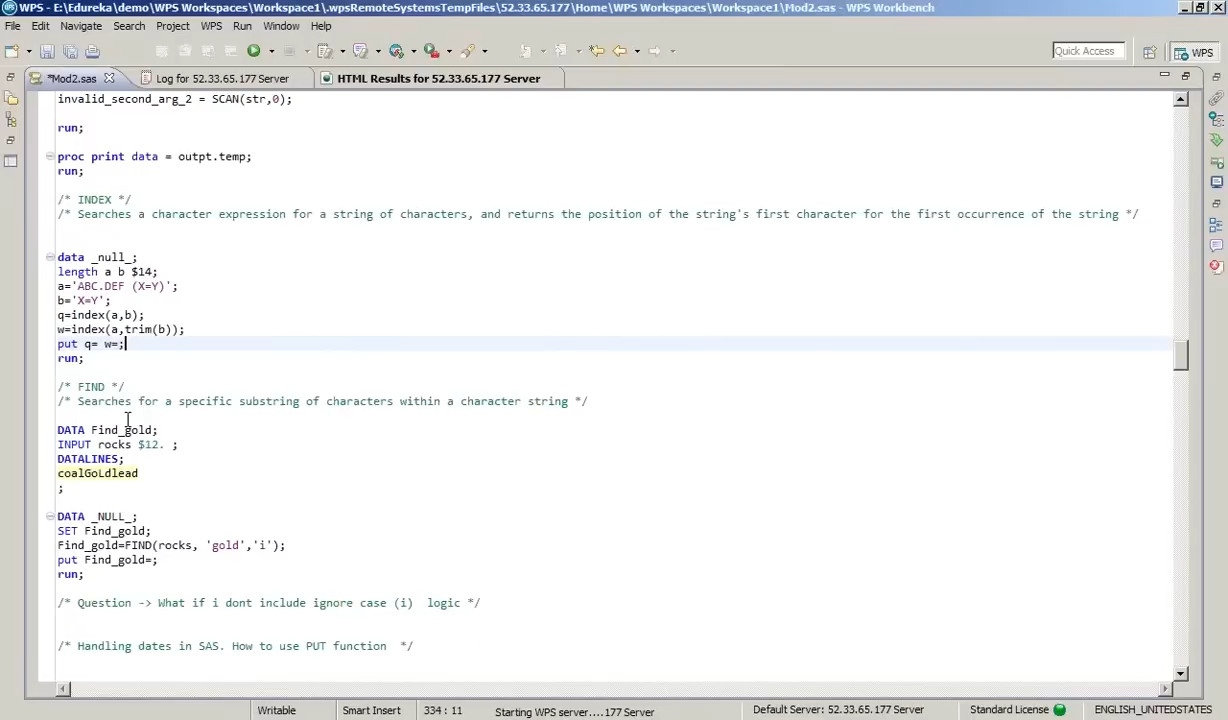 WPS - E:\Edureka\demo\WPS Workspaces\Workspace1\.wpsRemoteSystemsTempFiles\52.33.65.177\Home\WPS Workspaces\Workspace1\Mod2.sas - WPS Workbench
File Edit Navigate Search Project WPS Run Window Help
Quick Access
WPS
*Mod2.sas
Log for 52.33.65.177 Server
HTML Results for 52.33.65.177 Server
invalid_second_arg_2 = SCAN(str,0);
run;
proc print data = outpt.temp;
run;
/* INDEX */
/* Searches a character expression for a string of characters, and returns the position of the string's first character for the first occurrence of the string */
data _null_;
length a b $14;
a='ABC.DEF (X=Y)';
b='X=Y';
q=index(a,b);
w=index(a,trim(b));
put q= w=;
run;
/* FIND */
/* Searches for a specific substring of characters within a character string */
DATA Find_gold;
INPUT rocks $12. ;
DATALINES;
coalGoLdlead
;
DATA _NULL_;
SET Find_gold;
Find_gold=FIND(rocks, 'gold','i');
put Find_gold=;
run;
/* Question -> What if i dont include ignore case (i)  logic */
/* Handling dates in SAS. How to use PUT function  */
Writable
Smart Insert
334 : 11
Starting WPS server....177 Server
Default Server: 52.33.65.177 Server
Standard License
ENGLISH_UNITEDSTATES